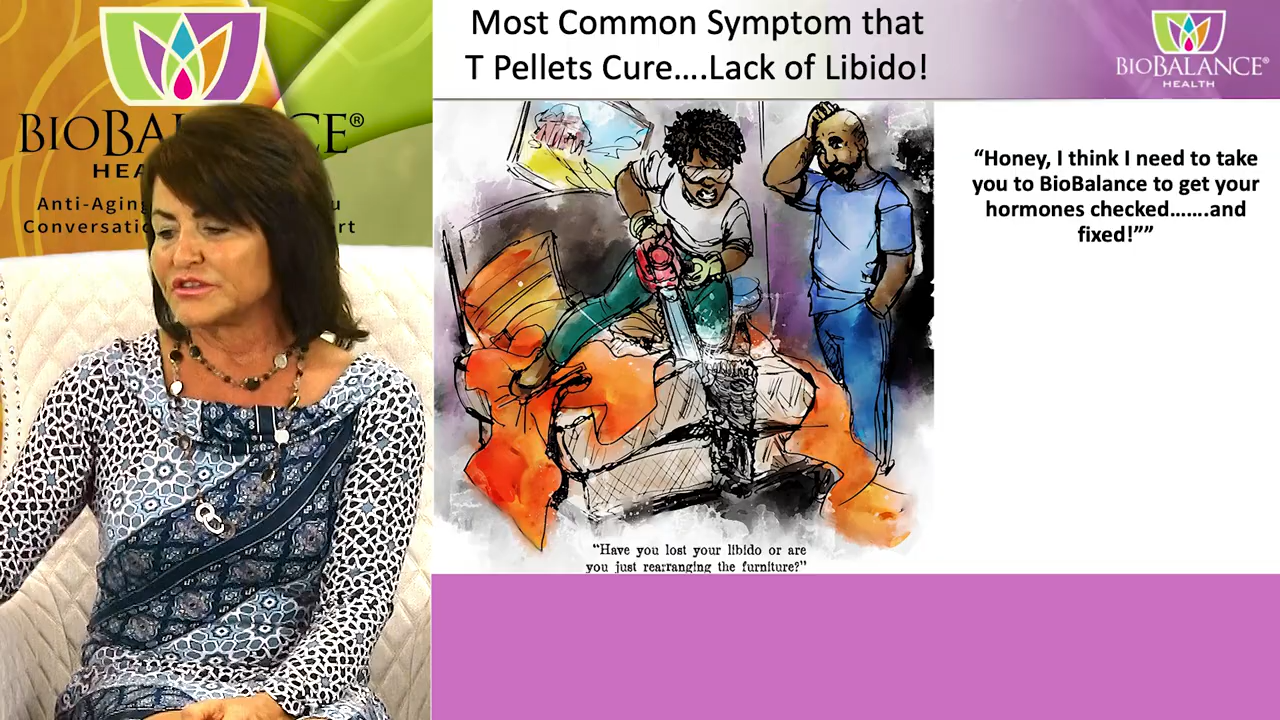 BIOBALANCE®
HEALTH
Most Common Symptom that
T Pellets Cure....Lack of Libido!
BIOBALANCE®
HEALTH
“Honey, I think I need to take
you to BioBalance to get your
hormones checked…….and
fixed!””
Anti-Aging
Conversatio
“Have you lost your libido or are
you just rearranging the furniture?”